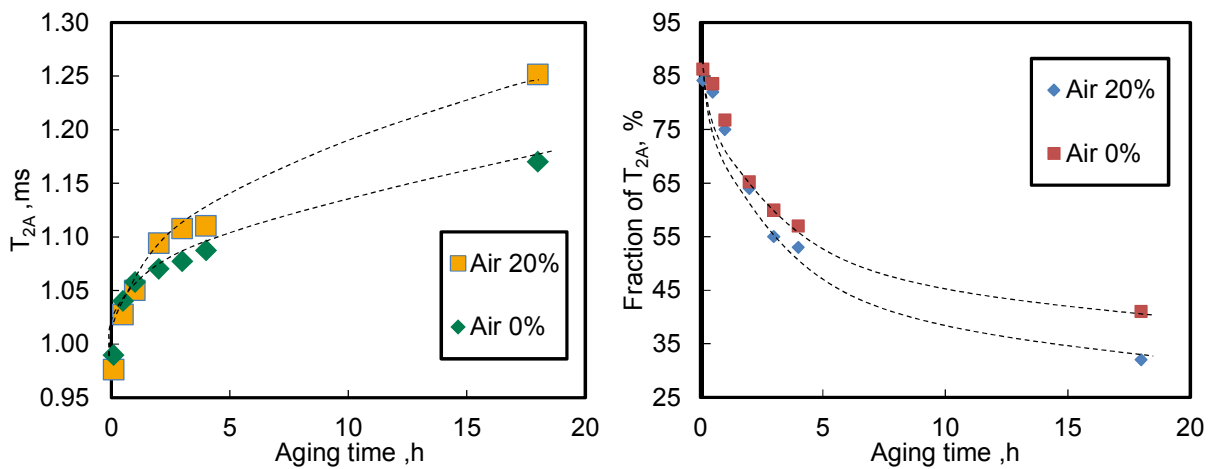 1.30
1.25
1.20
1.15
1.10
1.05
1.00
0.95
T2A ,ms
0 5 10 15 20
Aging time ,h
Air 20%
Air 0%
95
85
75
65
55
45
35
25
Fraction of T2A, %
0 5 10 15 20
Aging time ,h
Air 20%
Air 0%